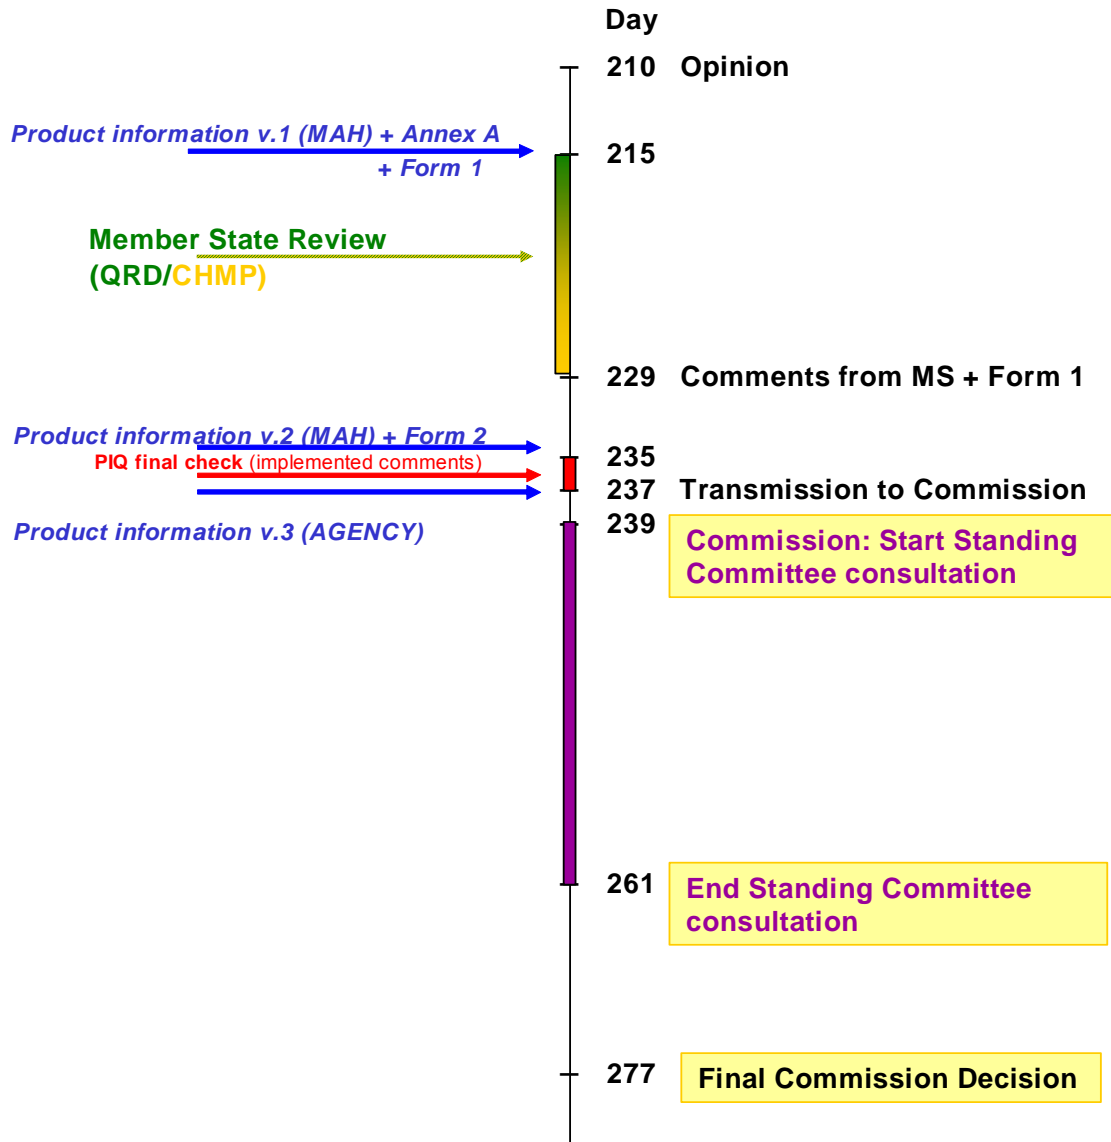 Day
210 Opinion
Product information v.1 (MAH) + Annex A
+ Form 1
215
Member State Review
(QRD/CHMP)
229 Comments from MS + Form 1
Product information v.2 (MAH) + Form 2
PIQ final check (implemented comments)
235
237 Transmission to Commission
Product information v.3 (AGENCY)
239
Commission: Start Standing
Committee consultation
261
End Standing Committee
consultation
277
Final Commission Decision